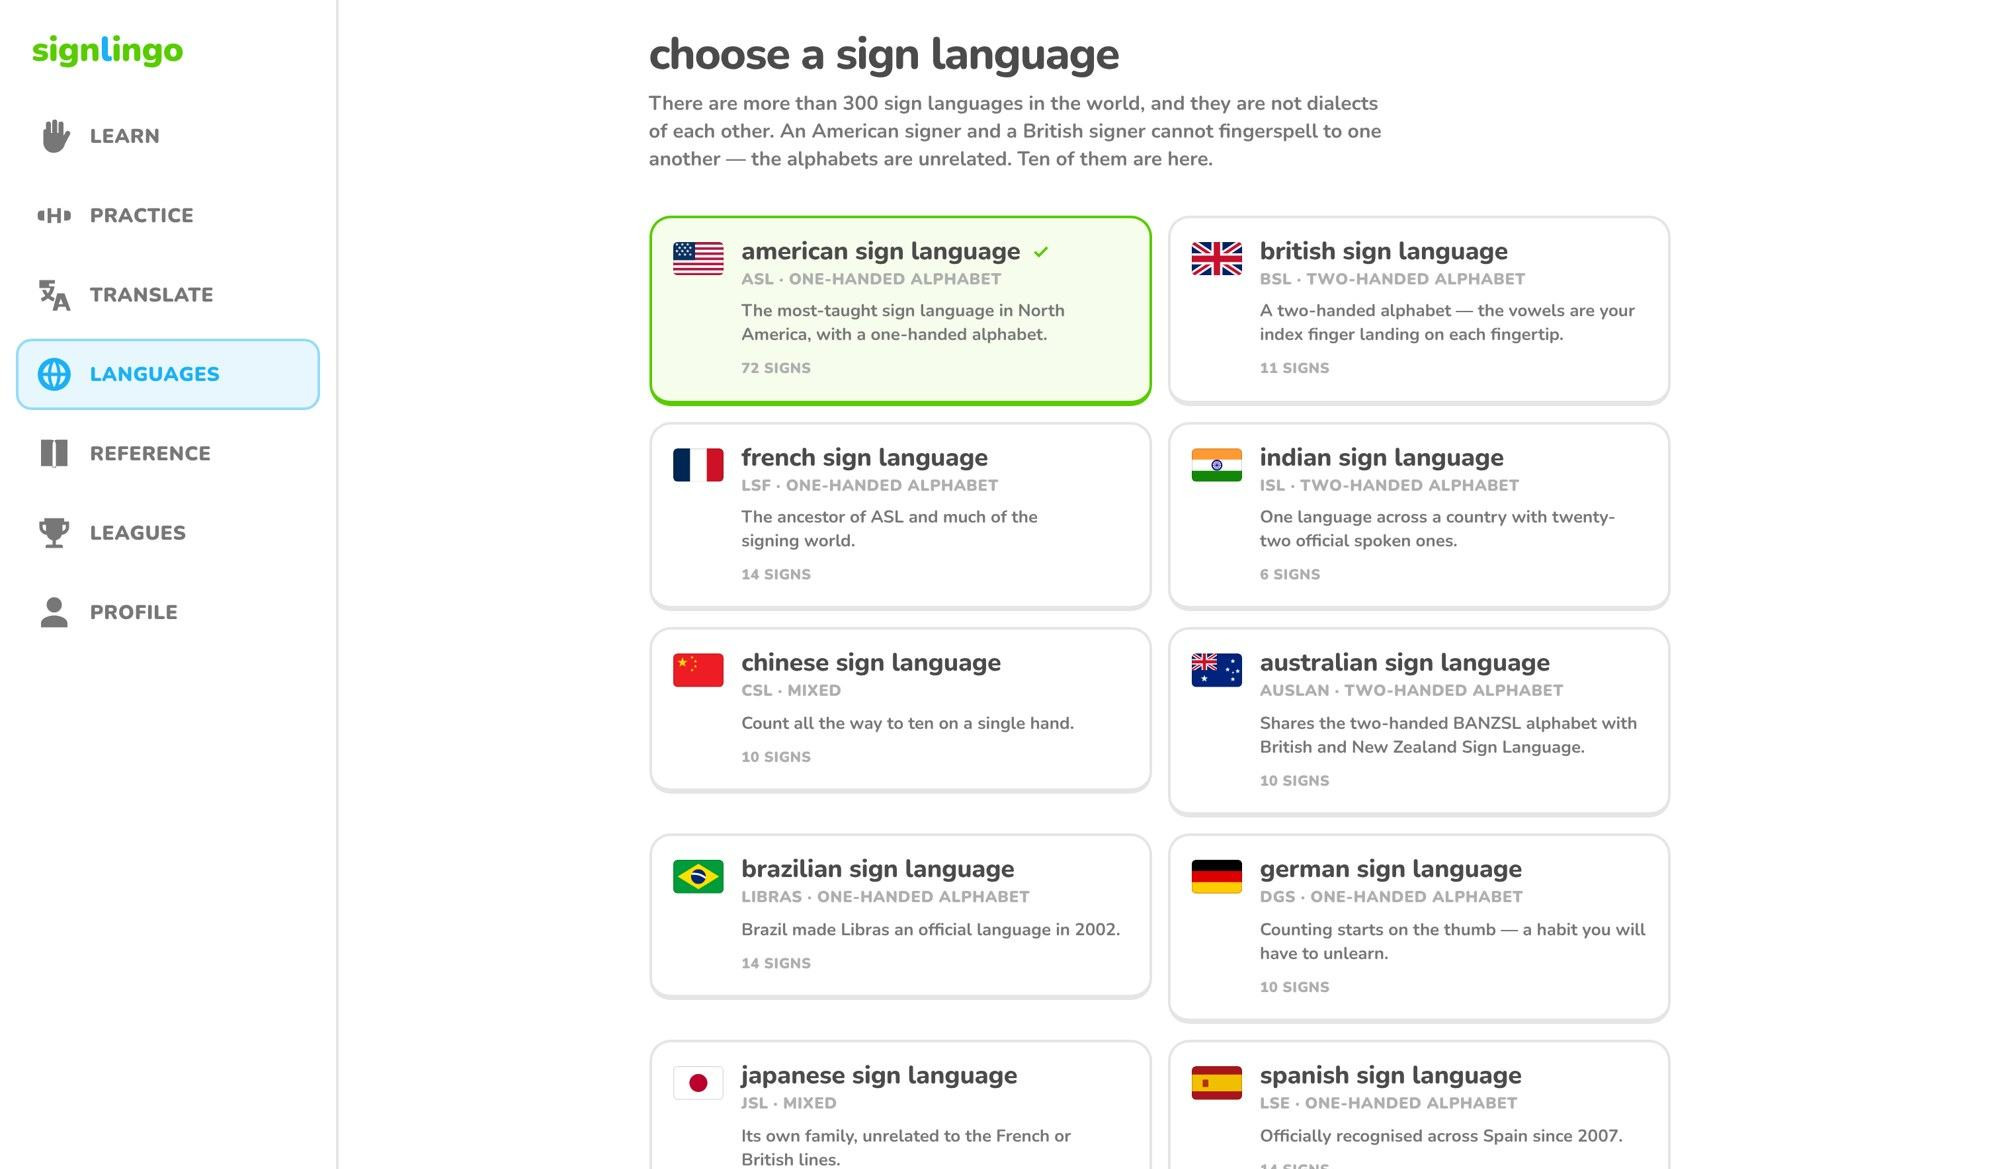 signlingo
LEARN
PRACTICE
TRANSLATE
LANGUAGES
REFERENCE
LEAGUES
PROFILE
choose a sign language
There are more than 300 sign languages in the world, and they are not dialects
of each other. An American signer and a British signer cannot fingerspell to one
another — the alphabets are unrelated. Ten of them are here.
american sign language
ASL · ONE-HANDED ALPHABET
The most-taught sign language in North
America, with a one-handed alphabet.
72 SIGNS
british sign language
BSL · TWO-HANDED ALPHABET
A two-handed alphabet — the vowels are your
index finger landing on each fingertip.
11 SIGNS
french sign language
LSF · ONE-HANDED ALPHABET
The ancestor of ASL and much of the
signing world.
14 SIGNS
indian sign language
ISL · TWO-HANDED ALPHABET
One language across a country with twenty-
two official spoken ones.
6 SIGNS
chinese sign language
CSL · MIXED
Count all the way to ten on a single hand.
10 SIGNS
australian sign language
AUSLAN · TWO-HANDED ALPHABET
Shares the two-handed BANZSL alphabet with
British and New Zealand Sign Language.
10 SIGNS
brazilian sign language
LIBRAS · ONE-HANDED ALPHABET
Brazil made Libras an official language in 2002.
14 SIGNS
german sign language
DGS · ONE-HANDED ALPHABET
Counting starts on the thumb — a habit you will
have to unlearn.
10 SIGNS
japanese sign language
JSL · MIXED
Its own family, unrelated to the French or
British lines.
spanish sign language
LSE · ONE-HANDED ALPHABET
Officially recognised across Spain since 2007.